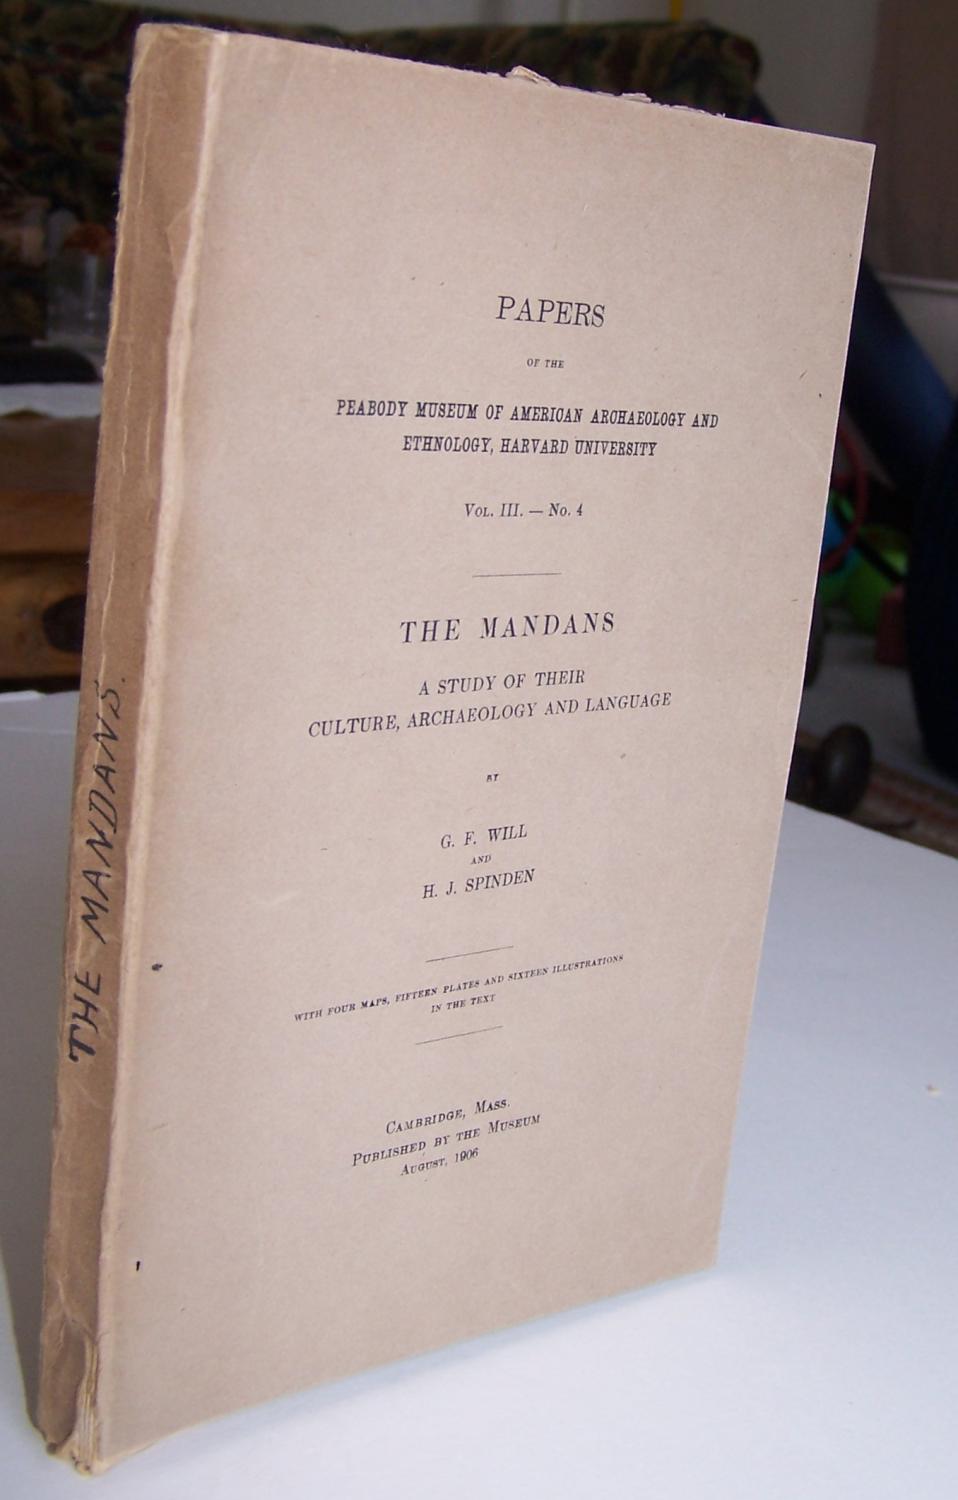 PAPERS
OF THE
PEABODY MUSEUM OF AMERICAN ARCHAEOLOGY AND
ETHNOLOGY, HARVARD UNIVERSITY
VOL. III. — No. 4
THE MANDANS
A STUDY OF THEIR
CULTURE, ARCHAEOLOGY AND LANGUAGE
BY
G. F. WILL
AND
H. J. SPINDEN
WITH FOUR MAPS, FIFTEEN PLATES AND SIXTEEN ILLUSTRATIONS
IN THE TEXT
CAMBRIDGE, MASS.
PUBLISHED BY THE MUSEUM
AUGUST, 1906
THE MANDANS.